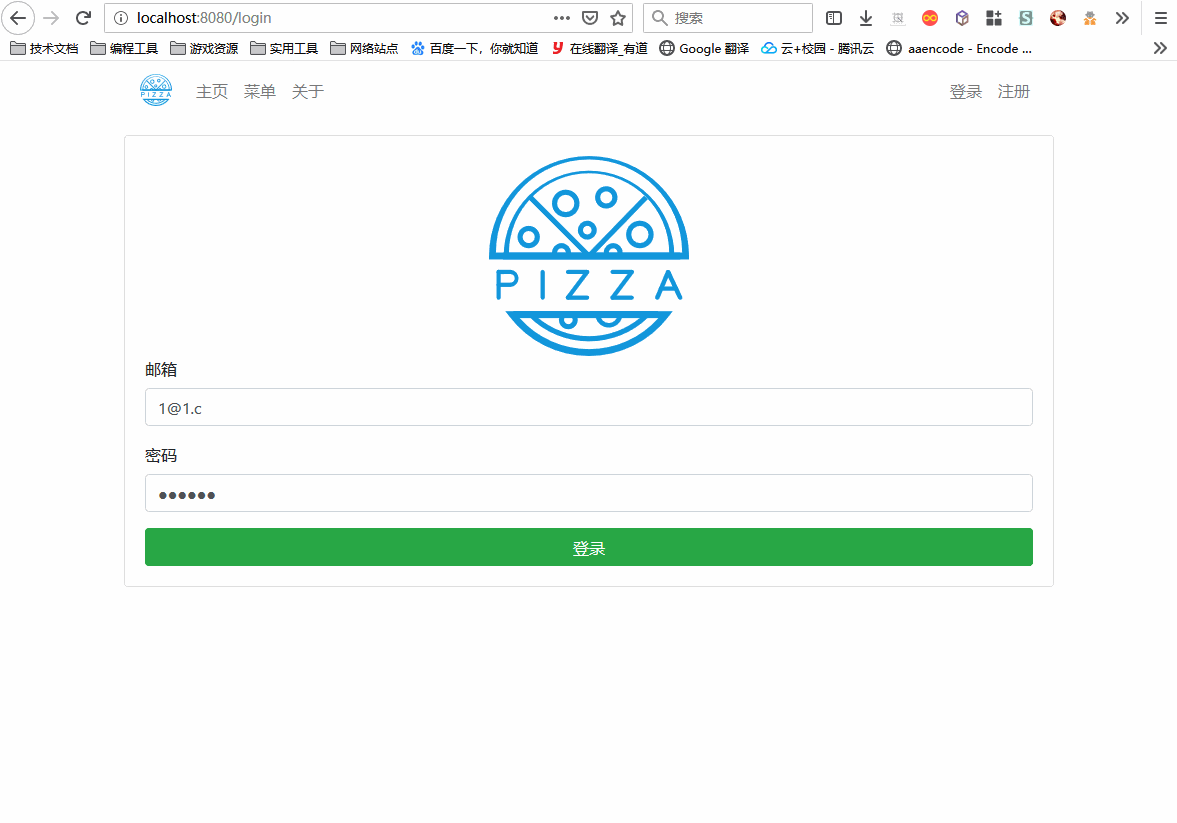 localhost:8080/login
搜索
技术文档 编程工具 游戏资源 实用工具 网络站点 百度一下，你就知道 在线翻译_有道 Google 翻译 云+校园 - 腾讯云 aaencode - Encode ...
PIZZA 主页 菜单 关于 登录 注册
PIZZA
邮箱
1@1.c
密码
●●●●●●
登录